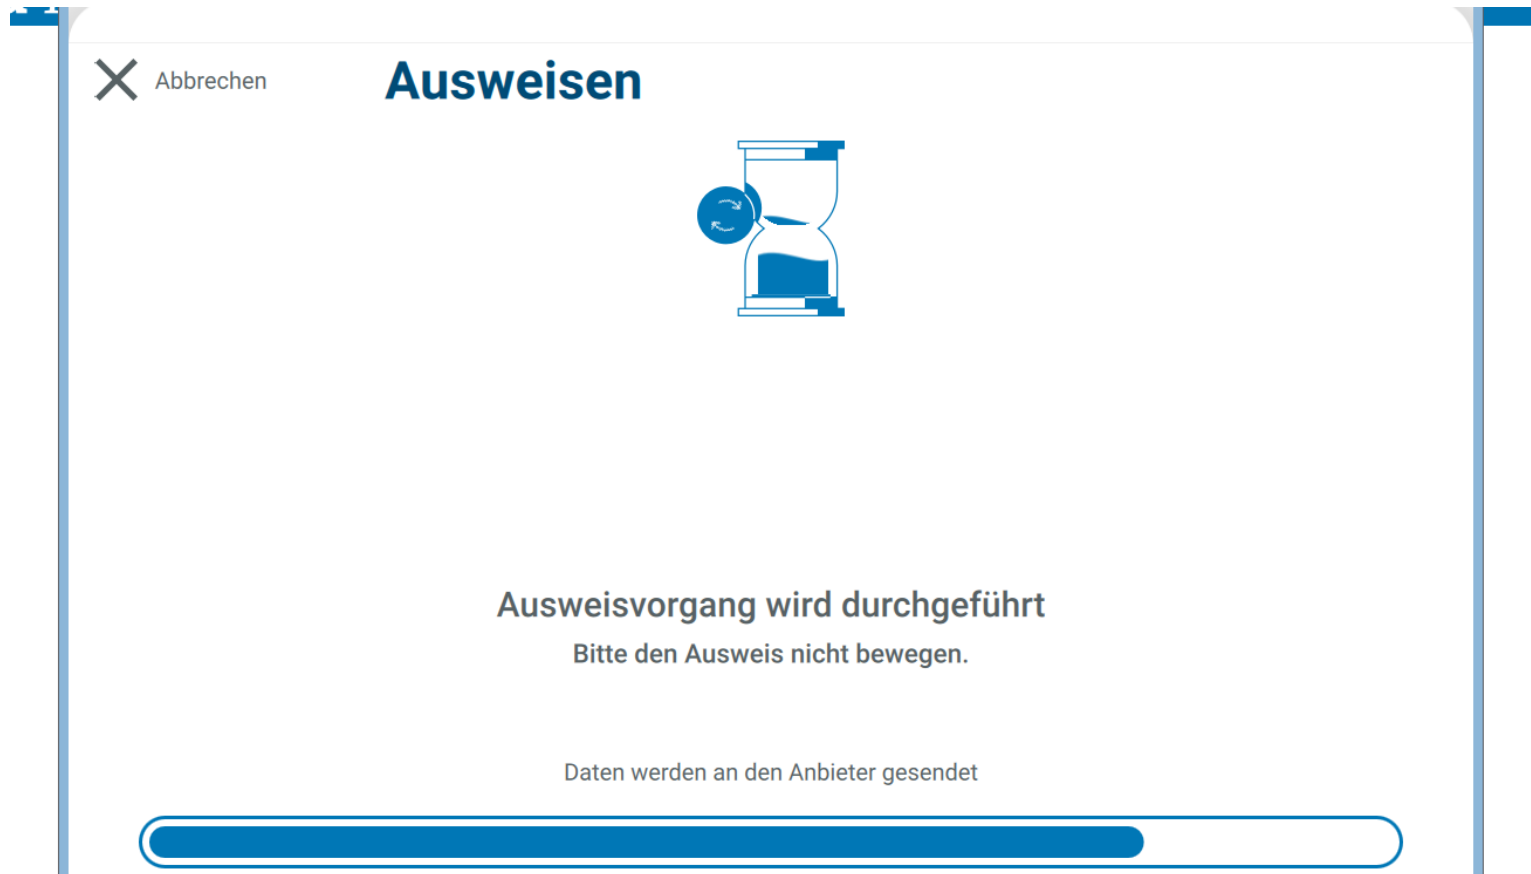 Abbrechen
Ausweisen
Ausweisvorgang wird durchgeführt
Bitte den Ausweis nicht bewegen.
Daten werden an den Anbieter gesendet